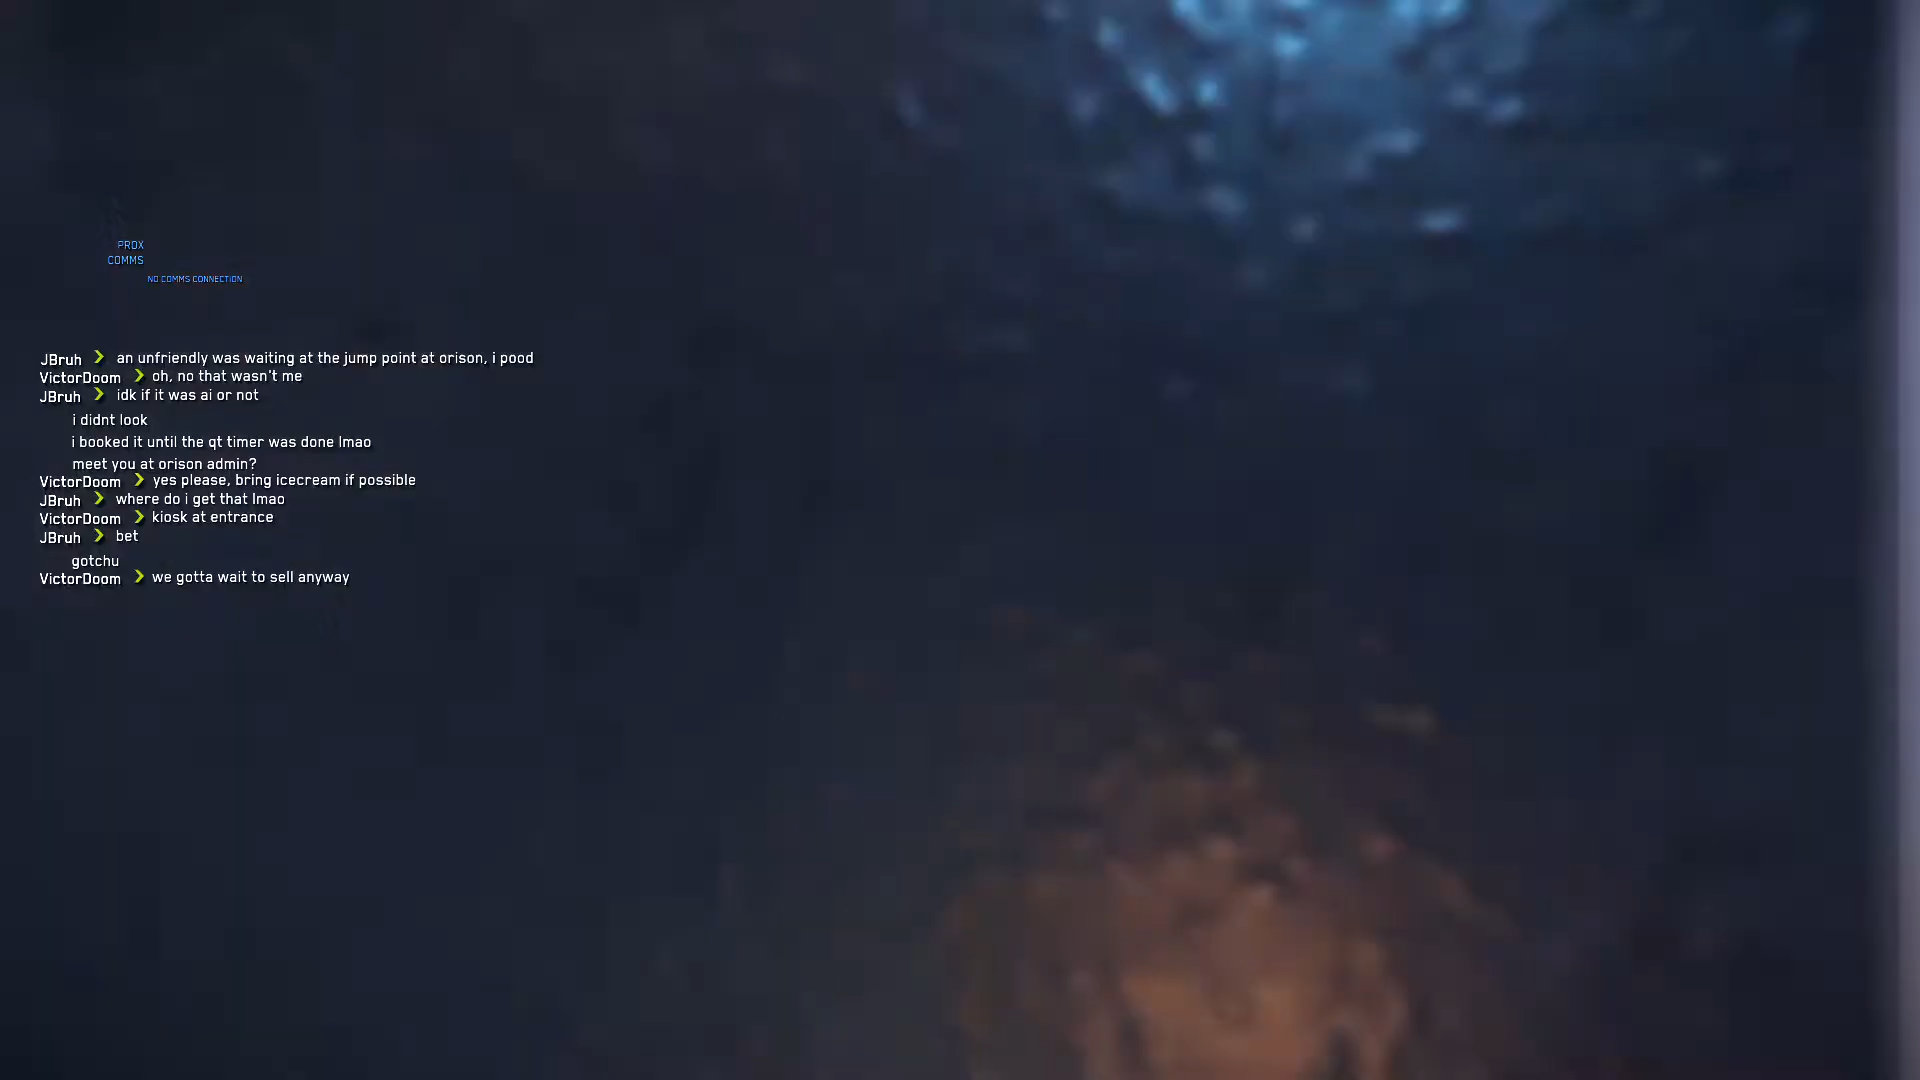 PROX
COMMS
NO COMMS CONNECTION
JBruh > an unfriendly was waiting at the jump point at orison, i pood
VictorDoom > oh, no that wasn't me
JBruh > idk if it was ai or not
i didnt look
i booked it until the qt timer was done lmao
meet you at orison admin?
VictorDoom > yes please, bring icecream if possible
JBruh > where do i get that lmao
VictorDoom > kiosk at entrance
JBruh > bet
gotchu
VictorDoom > we gotta wait to sell anyway